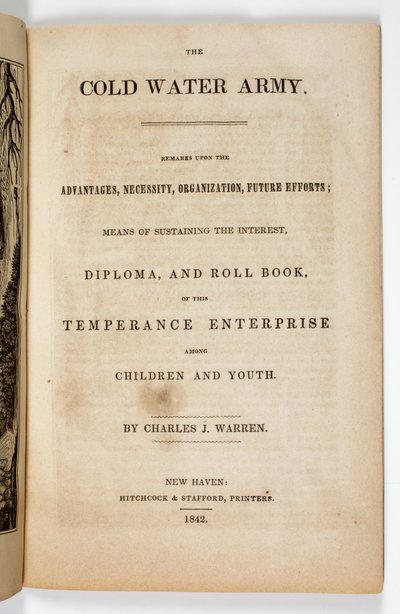 THE
COLD WATER ARMY.
REMARKS UPON THE
ADVANTAGES, NECESSITY, ORGANIZATION, FUTURE EFFORTS;
MEANS OF SUSTAINING THE INTEREST,
DIPLOMA, AND ROLL BOOK,
OF THIS
TEMPERANCE ENTERPRISE
AMONG
CHILDREN AND YOUTH.
BY CHARLES J. WARREN.
NEW HAVEN:
HITCHCOCK & STAFFORD, PRINTERS.
1842.